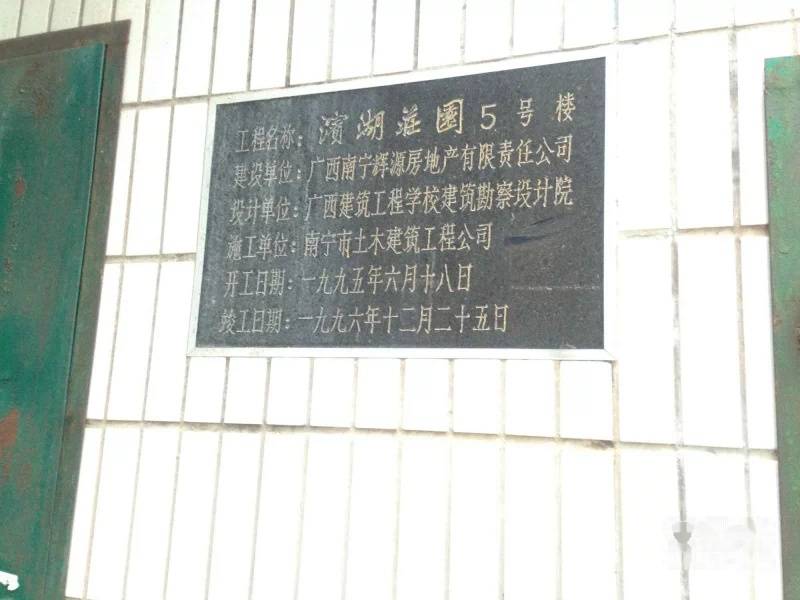 工程名称：濱湖莊園5号楼
建设单位：广西南宁辉源房地产有限责任公司
设计单位：广西建筑工程学校建筑勘察设计院
施工单位：南宁市土木建筑工程公司
开工日期：一九九五年六月十八日
竣工日期：一九九六年十二月二十五日